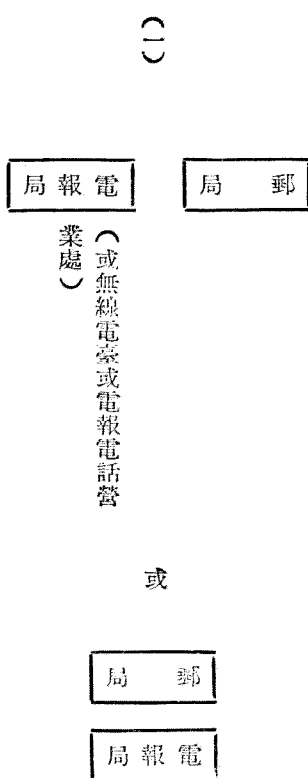 (一)
郵局
電報局
(或無線電臺或電報電話營
業處)
或
郵局
電報局